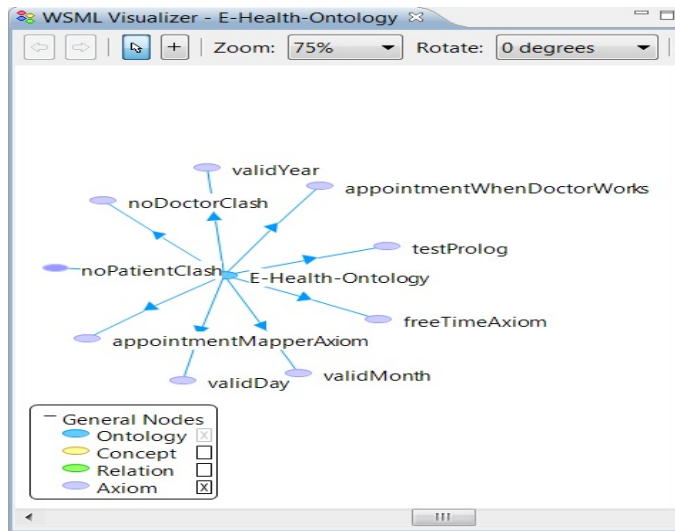 WSML Visualizer - E-Health-Ontology
Zoom: 75% Rotate: 0 degrees
validYear
appointmentWhenDoctorWorks
noDoctorClash
testProlog
noPatientClash
E-Health-Ontology
freeTimeAxiom
appointmentMapperAxiom
validMonth
validDay
General Nodes
Ontology
Concept
Relation
Axiom